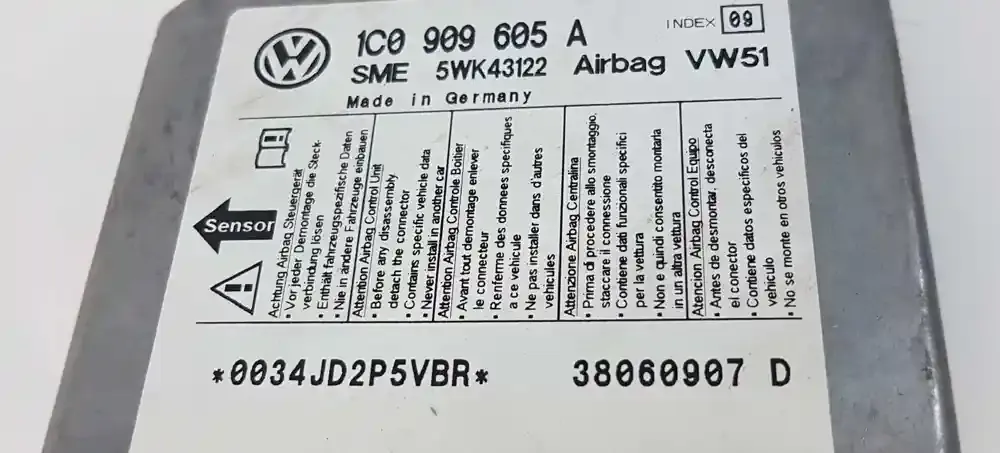 1C0 909 605 A
INDEX 09
SME 5WK43122 Airbag VW51
Made in Germany
Sensor
Achtung Airbag Steuergerät
• Vor jeder Demontage die Steck-
verbindung lösen
• Enthält fahrzeugspezifische Daten
• Nie in andere Fahrzeuge einbauen
Attention Airbag Control Unit
• Before any disassembly
detach the connector
• Contains specific vehicle data
• Never install in another car
Attention Airbag Controle Boitier
• Avant tout demontage enlever
le connecteur
• Renferme des donnees specifiques
a ce vehicule
• Ne pas installer dans d'autres
vehicules
Attenzione Airbag Centralina
• Prima di procedere allo smontaggio,
staccare il connessione
• Contiene dati funzionali specifici
per la vettura
• Non e quindi consentito montarla
in un altra vettura
Atencion Airbag Control Equipo
• Antes de desmontar, desconecta
el conector
• Contiene datos especificos del
vehiculo
• No se monte en otros vehiculos
*0034JD2P5VBR*
38060907 D